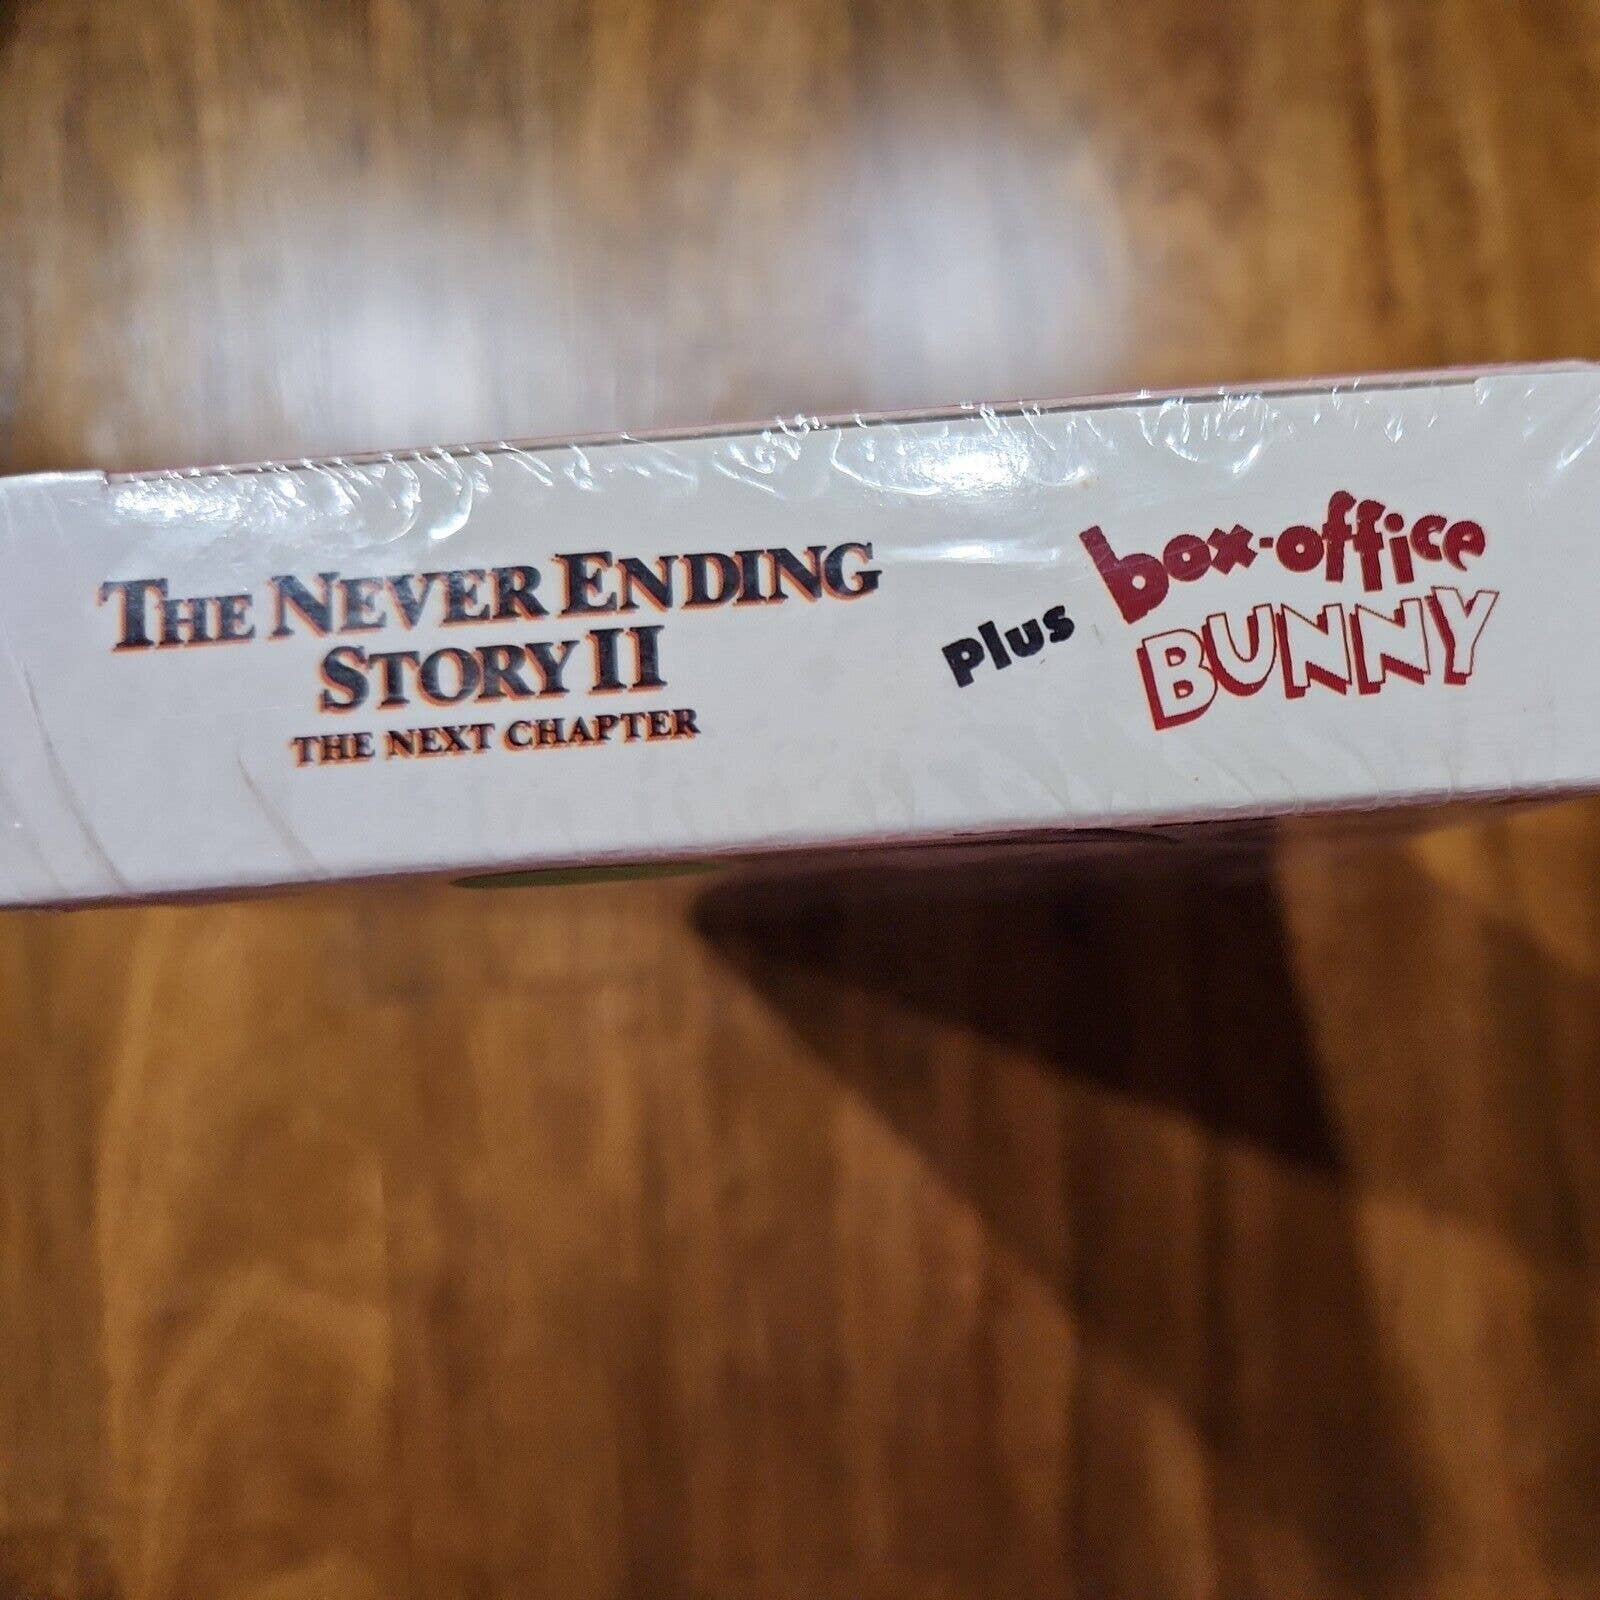 THE NEVER ENDING
STORY II
THE NEXT CHAPTER
plus
box-office
BUNNY